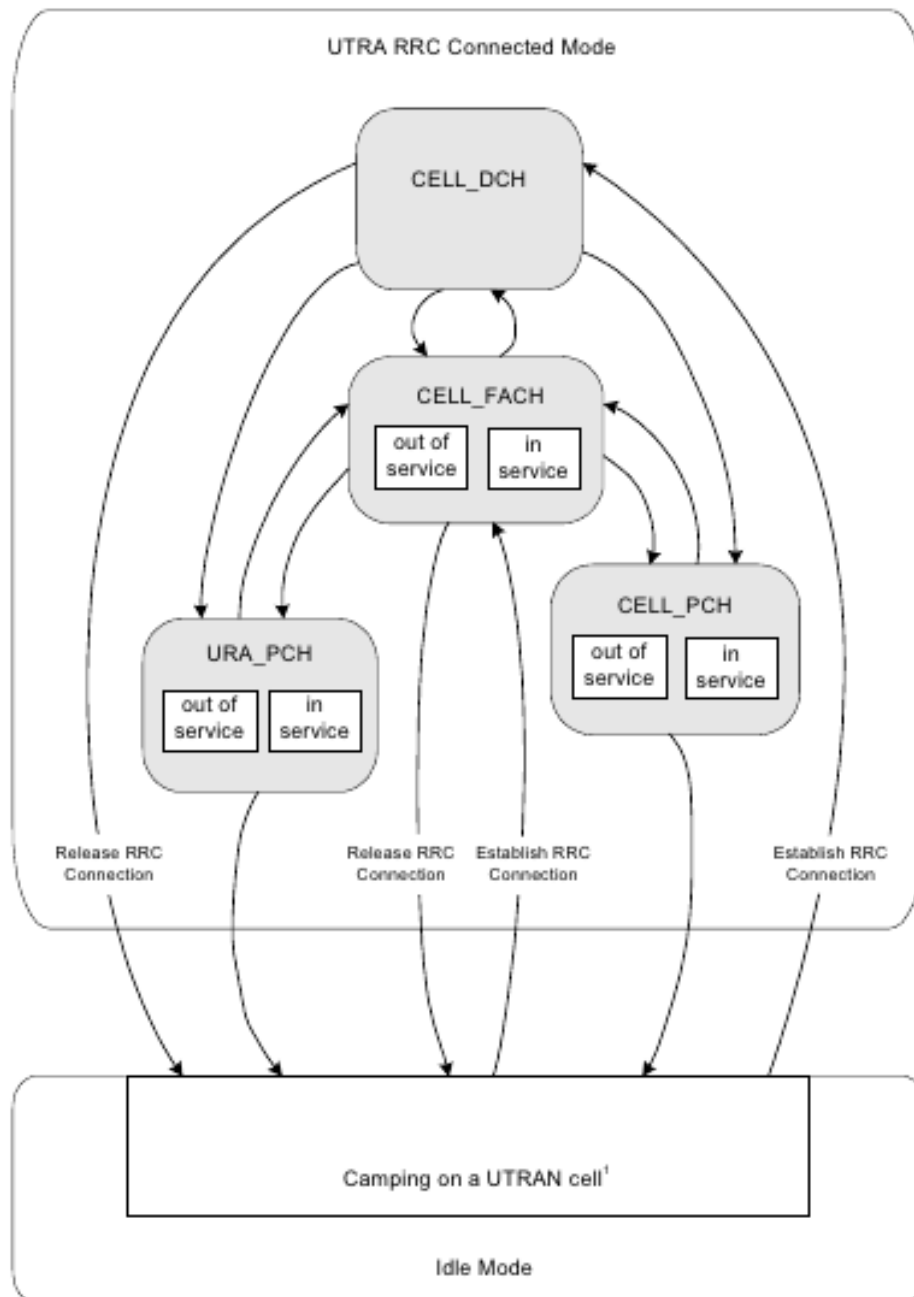 UTRA RRC Connected Mode
CELL_DCH
CELL_FACH
out of
service
in
service
CELL_PCH
out of
service
in
service
URA_PCH
out of
service
in
service
Release RRC
Connection
Release RRC
Connection
Establish RRC
Connection
Establish RRC
Connection
Camping on a UTRAN cell¹
Idle Mode